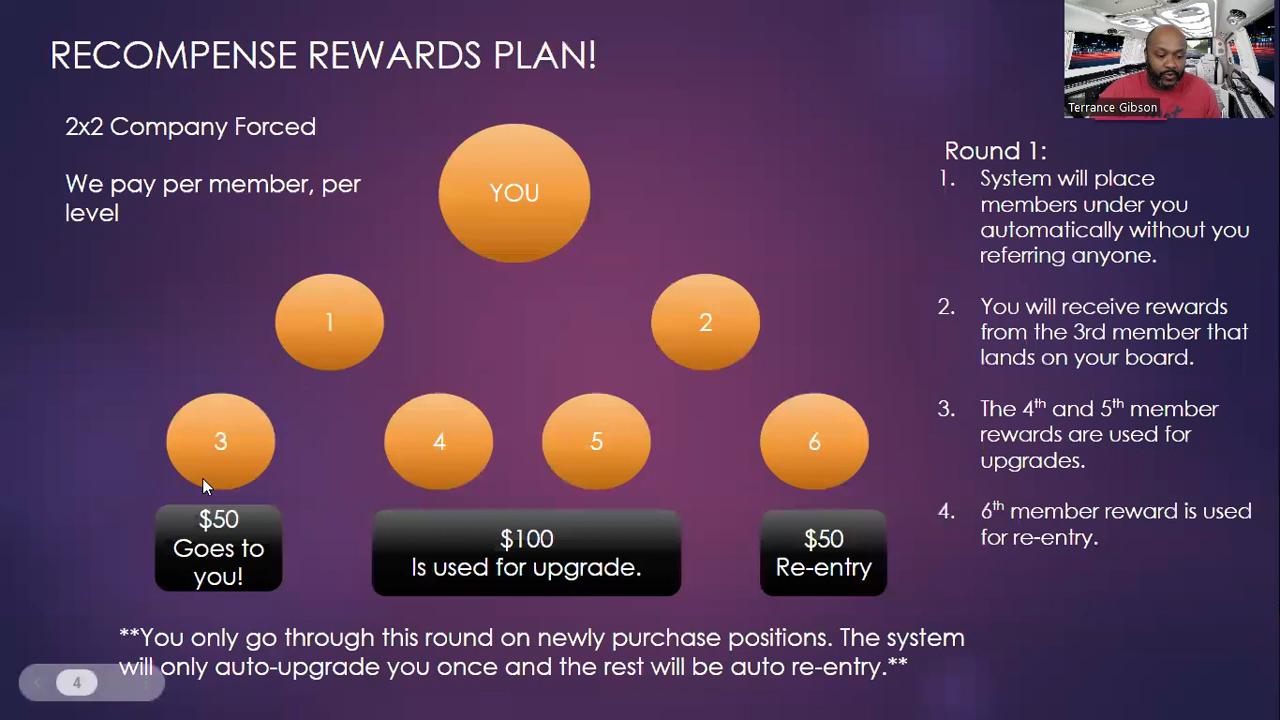 RECOMPENSE REWARDS PLAN!
Terrance Gibson
2x2 Company Forced
We pay per member, per
level
YOU
1
2
3
4
5
6
$50
Goes to
you!
$100
Is used for upgrade.
$50
Re-entry
Round 1:
1. System will place
members under you
automatically without you
referring anyone.
2. You will receive rewards
from the 3rd member that
lands on your board.
3. The 4th and 5th member
rewards are used for
upgrades.
4. 6th member reward is used
for re-entry.
**You only go through this round on newly purchase positions. The system
will only auto-upgrade you once and the rest will be auto re-entry.**
4